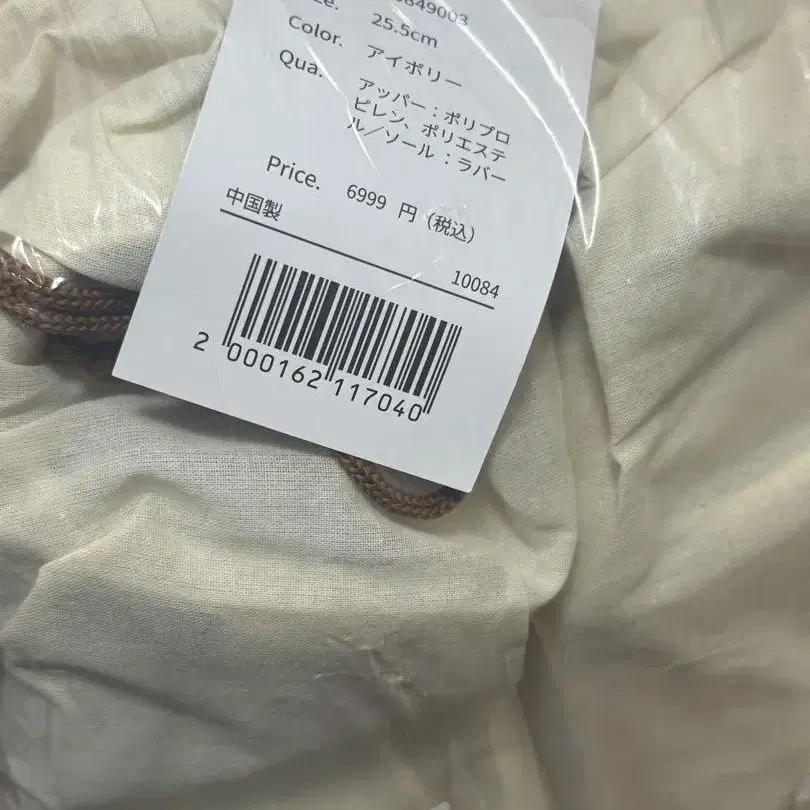 849003
25.5cm
Color. アイボリー
Qua. アッパー：ポリプロ
ピレン、ポリエステ
ル／ソール：ラバー
Price. 6999 円（税込）
中国製
10084
2 000162 117040